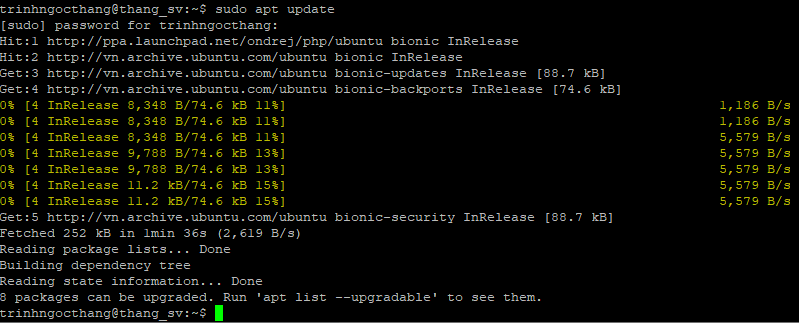 trinhngocthang@thang_sv:~$ sudo apt update
[sudo] password for trinhngocthang:
Hit:1 http://ppa.launchpad.net/ondrej/php/ubuntu bionic InRelease
Hit:2 http://vn.archive.ubuntu.com/ubuntu bionic InRelease
Get:3 http://vn.archive.ubuntu.com/ubuntu bionic-updates InRelease [88.7 kB]
Get:4 http://vn.archive.ubuntu.com/ubuntu bionic-backports InRelease [74.6 kB]
0% [4 InRelease 8,348 B/74.6 kB 11%] 1,186 B/s
0% [4 InRelease 8,348 B/74.6 kB 11%] 1,186 B/s
0% [4 InRelease 8,348 B/74.6 kB 11%] 5,579 B/s
0% [4 InRelease 9,788 B/74.6 kB 13%] 5,579 B/s
0% [4 InRelease 9,788 B/74.6 kB 13%] 5,579 B/s
0% [4 InRelease 11.2 kB/74.6 kB 15%] 5,579 B/s
0% [4 InRelease 11.2 kB/74.6 kB 15%] 5,579 B/s
Get:5 http://vn.archive.ubuntu.com/ubuntu bionic-security InRelease [88.7 kB]
Fetched 252 kB in 1min 36s (2,619 B/s)
Reading package lists... Done
Building dependency tree
Reading state information... Done
8 packages can be upgraded. Run 'apt list --upgradable' to see them.
trinhngocthang@thang_sv:~$